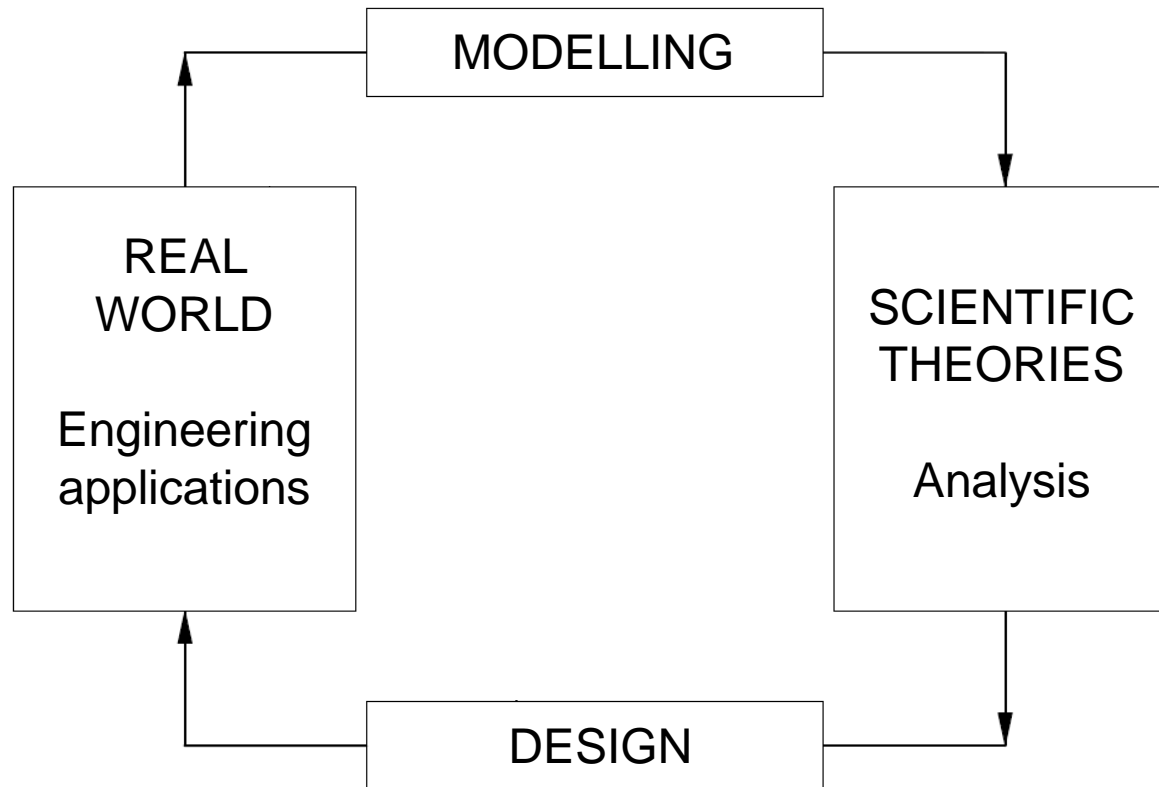 MODELLING
REAL
WORLD
Engineering
applications
SCIENTIFIC
THEORIES
Analysis
DESIGN